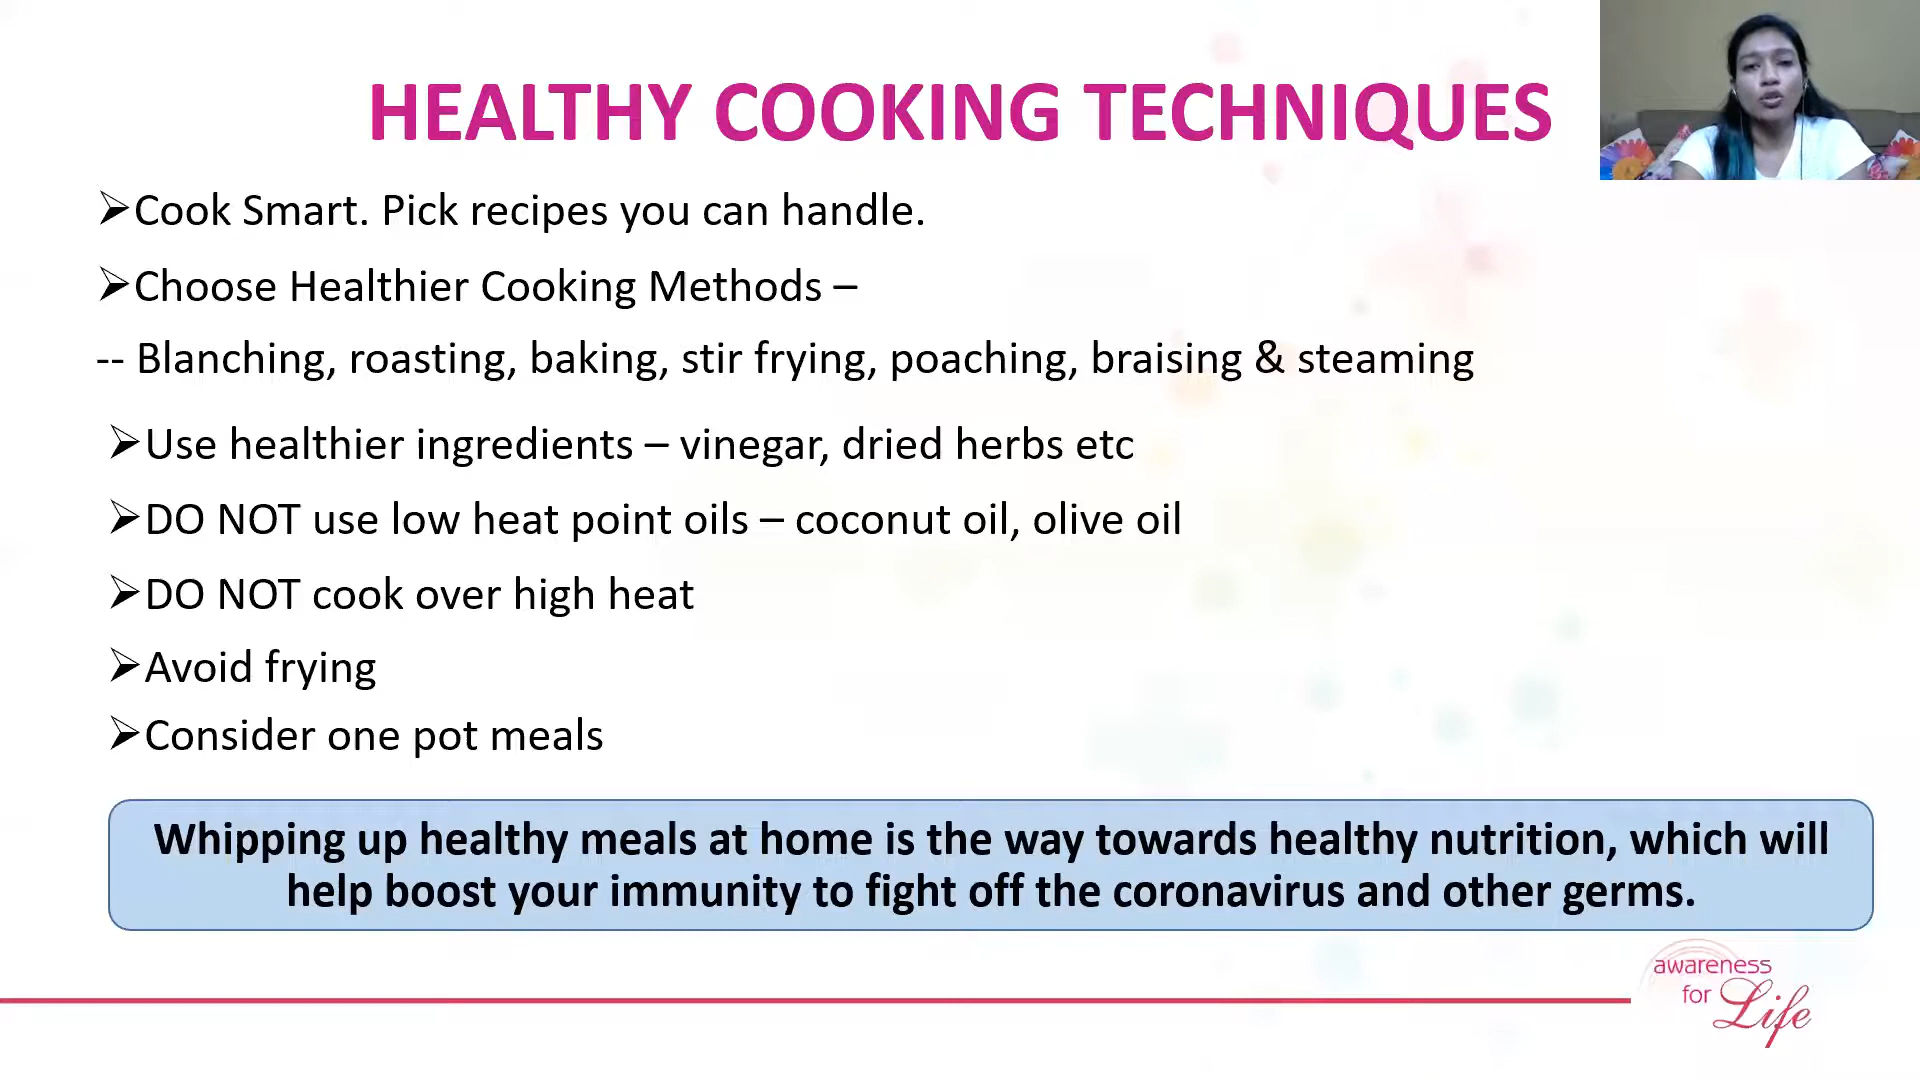 HEALTHY COOKING TECHNIQUES
➢Cook Smart. Pick recipes you can handle.
➢Choose Healthier Cooking Methods –
-- Blanching, roasting, baking, stir frying, poaching, braising & steaming
➢Use healthier ingredients – vinegar, dried herbs etc
➢DO NOT use low heat point oils – coconut oil, olive oil
➢DO NOT cook over high heat
➢Avoid frying
➢Consider one pot meals
Whipping up healthy meals at home is the way towards healthy nutrition, which will
help boost your immunity to fight off the coronavirus and other germs.
awareness
for Life